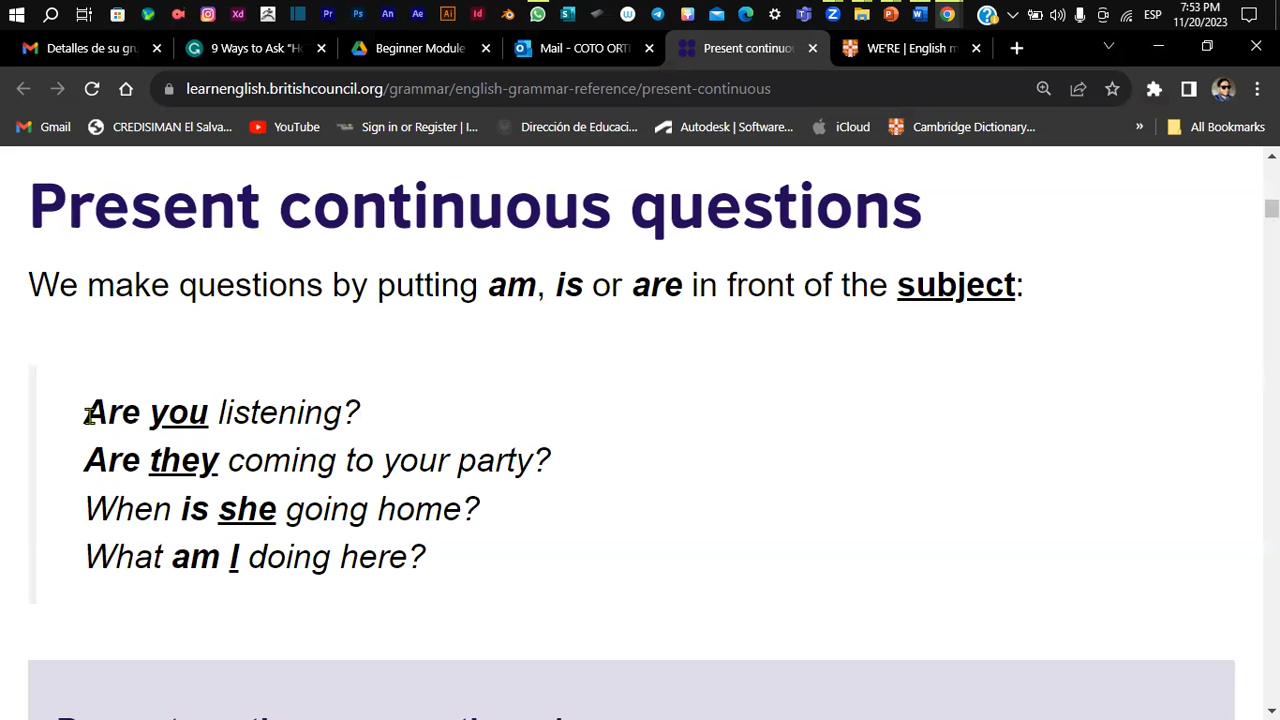 7:53 PM
ESP
11/20/2023
Detalles de su gru
9 Ways to Ask "Ho
Beginner Module
Mail - COTO ORTI
Present continuou
WE'RE | English m
learnenglish.britishcouncil.org/grammar/english-grammar-reference/present-continuous
Gmail
CREDISIMAN El Salva...
YouTube
Sign in or Register | I...
Dirección de Educaci...
Autodesk | Software...
iCloud
Cambridge Dictionary...
»
All Bookmarks
Present continuous questions
We make questions by putting am, is or are in front of the subject:
Are you listening?
Are they coming to your party?
When is she going home?
What am I doing here?